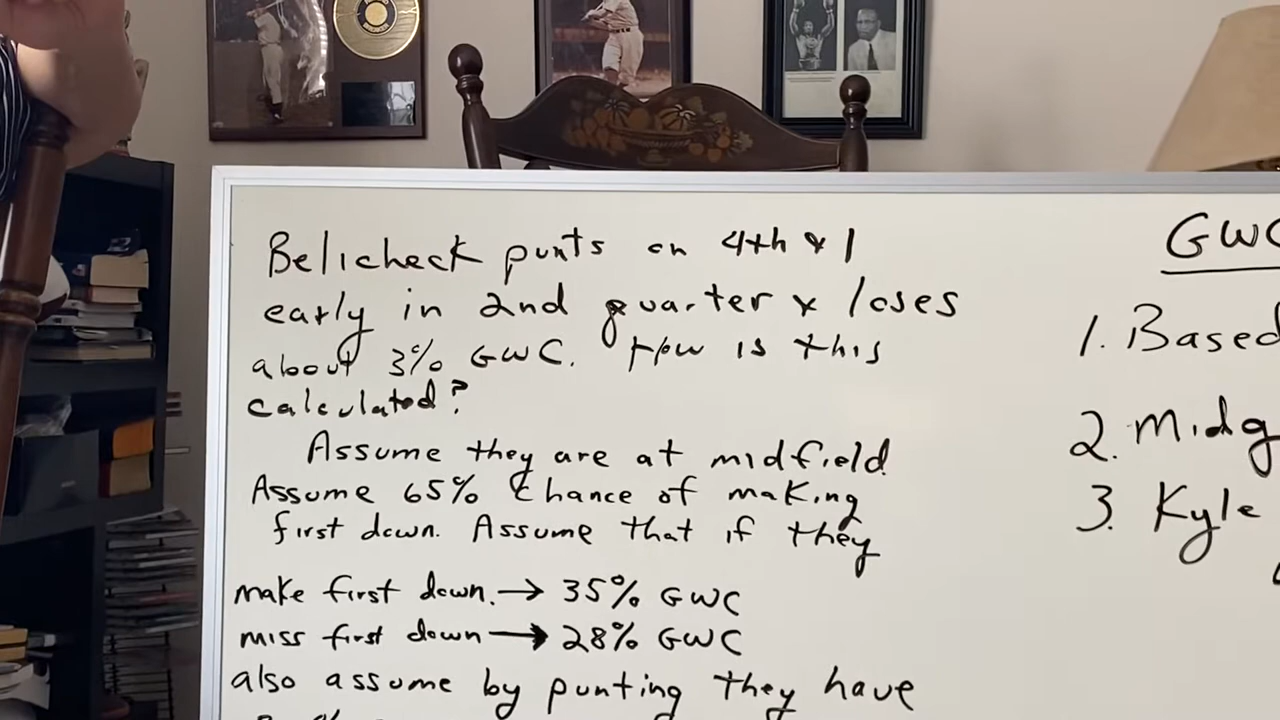 Belicheck punts on 4th & 1
early in 2nd quarter & loses
about 3% GWC. How is this
calculated?
Assume they are at midfield.
Assume 65% chance of making
first down. Assume that if they
make first down. → 35% GWC
miss first down → 28% GWC
also assume by punting they have
GWC
1. Based
2. Midg
3. Kyle